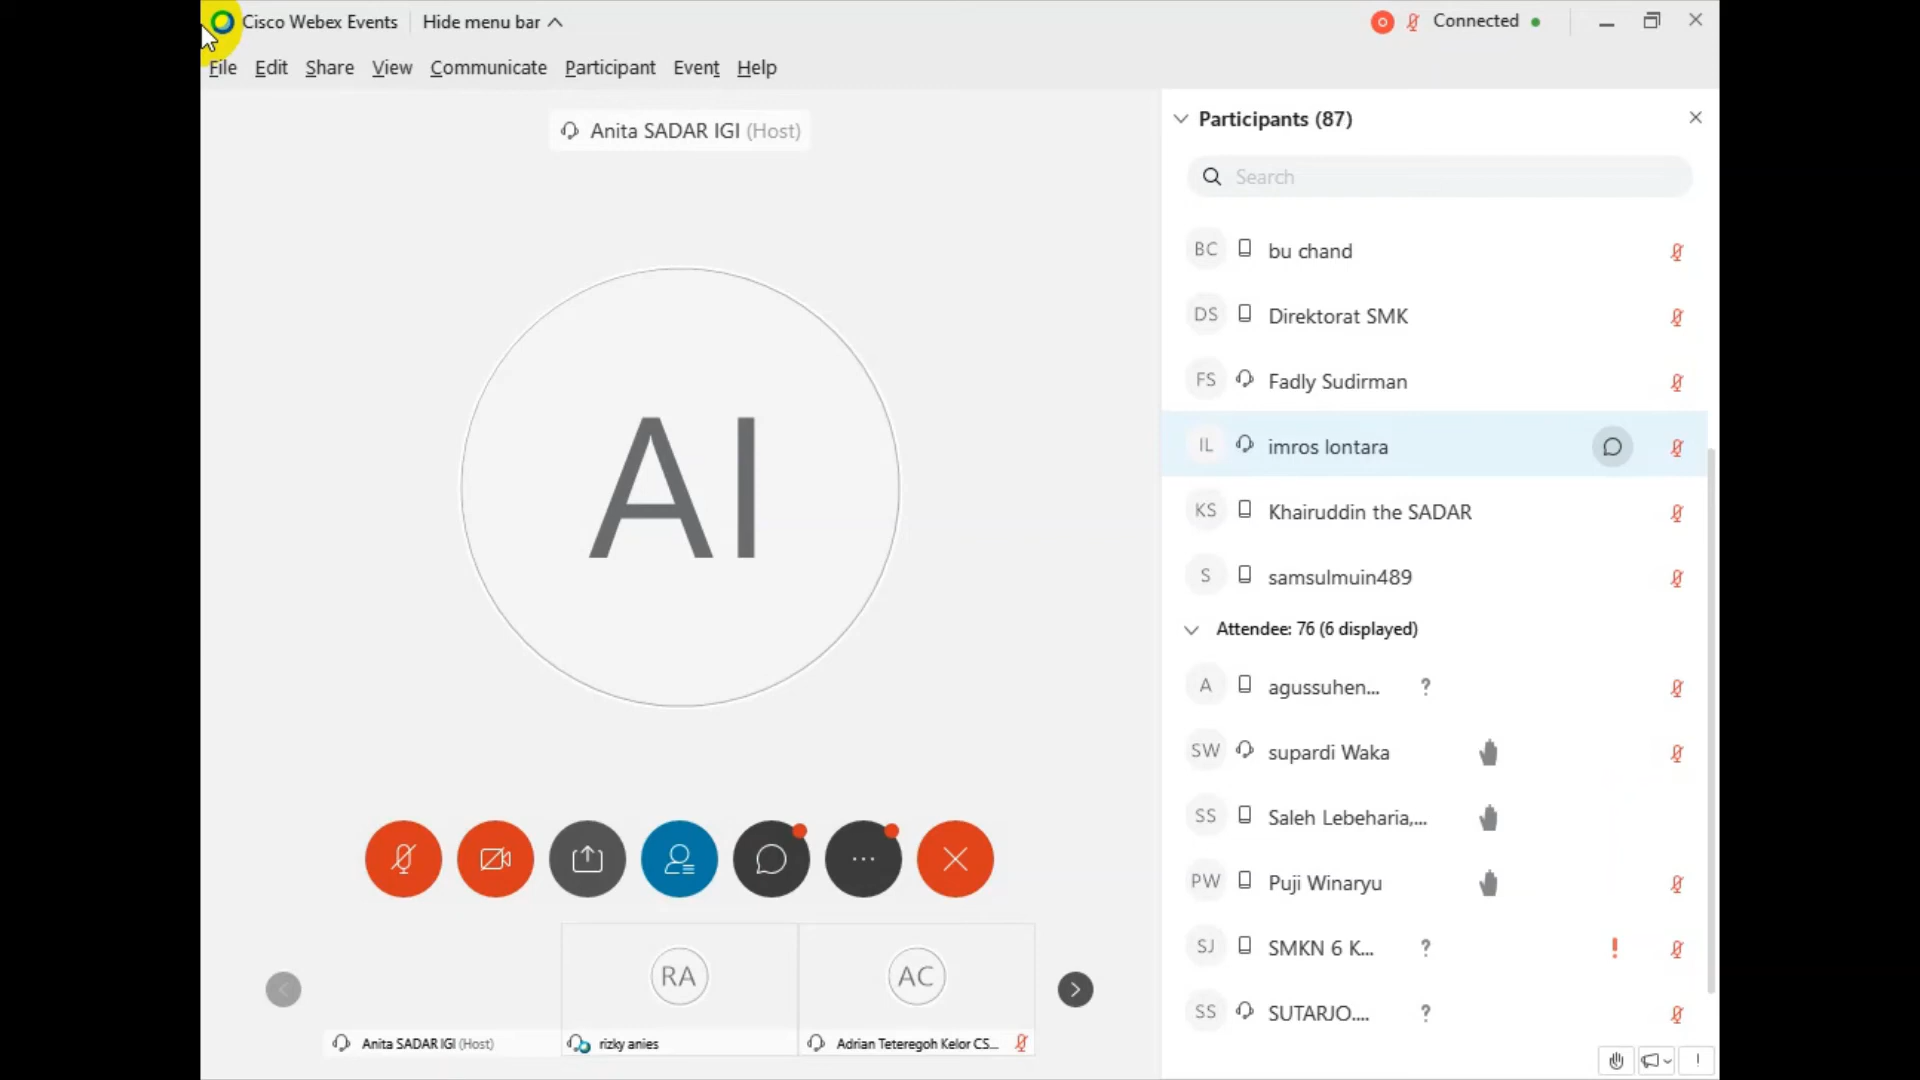 Cisco Webex Events
Hide menu bar
Connected
File Edit Share View Communicate Participant Event Help
Anita SADAR IGI (Host)
AI
Anita SADAR IGI (Host)
RA
rizky anies
AC
Adrian Teteregoh Kelor CS...
Participants (87)
Search
BC bu chand
DS Direktorat SMK
FS Fadly Sudirman
IL imros lontara
KS Khairuddin the SADAR
S samsulmuin489
Attendee: 76 (6 displayed)
A agussuhen... ?
SW supardi Waka
SS Saleh Lebeharia,...
PW Puji Winaryu
SJ SMKN 6 K... ? !
SS SUTARJO.... ?
!